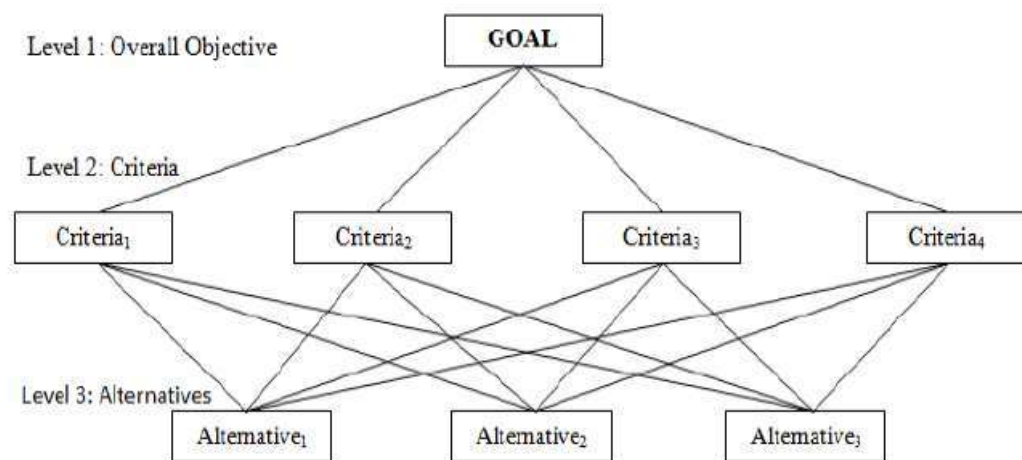 GOAL
Level 1: Overall Objective
Level 2: Criteria
Criteria₁
Criteria₂
Criteria₃
Criteria₄
Level 3: Alternatives
Alternative₁
Alternative₂
Alternative₃